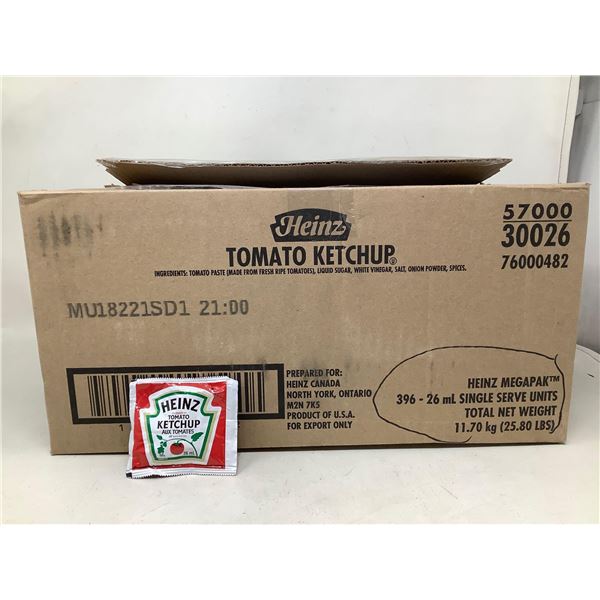 Heinz
TOMATO KETCHUP®
INGREDIENTS: TOMATO PASTE (MADE FROM FRESH RIPE TOMATOES), LIQUID SUGAR, WHITE VINEGAR, SALT, ONION POWDER, SPICES.
57000
30026
76000482
MU18221SD1 21:00
PREPARED FOR:
HEINZ CANADA
NORTH YORK, ONTARIO
M2N 7K5
PRODUCT OF U.S.A.
FOR EXPORT ONLY
HEINZ MEGAPAK™
396 - 26 mL SINGLE SERVE UNITS
TOTAL NET WEIGHT
11.70 kg (25.80 LBS)
1
HEINZ
TOMATO
KETCHUP
AUX TOMATES
26 ml